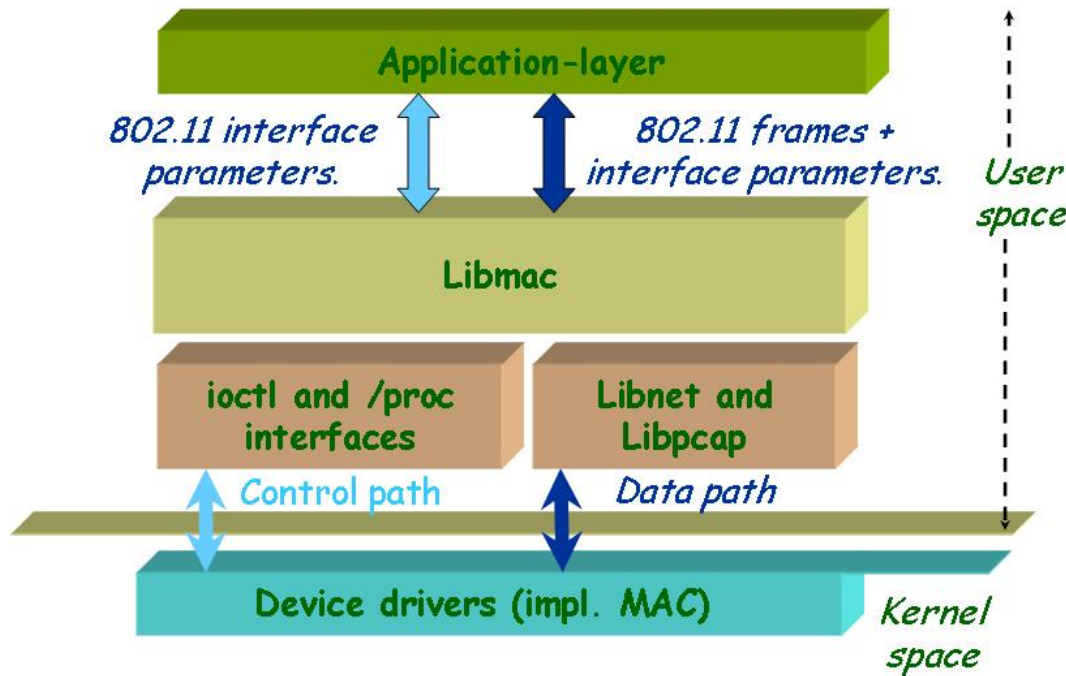 Application-layer
802.11 interface
parameters.
802.11 frames +
interface parameters.
User
space
Libmac
ioctl and /proc
interfaces
Libnet and
Libpcap
Control path
Data path
Device drivers (impl. MAC)
Kernel
space